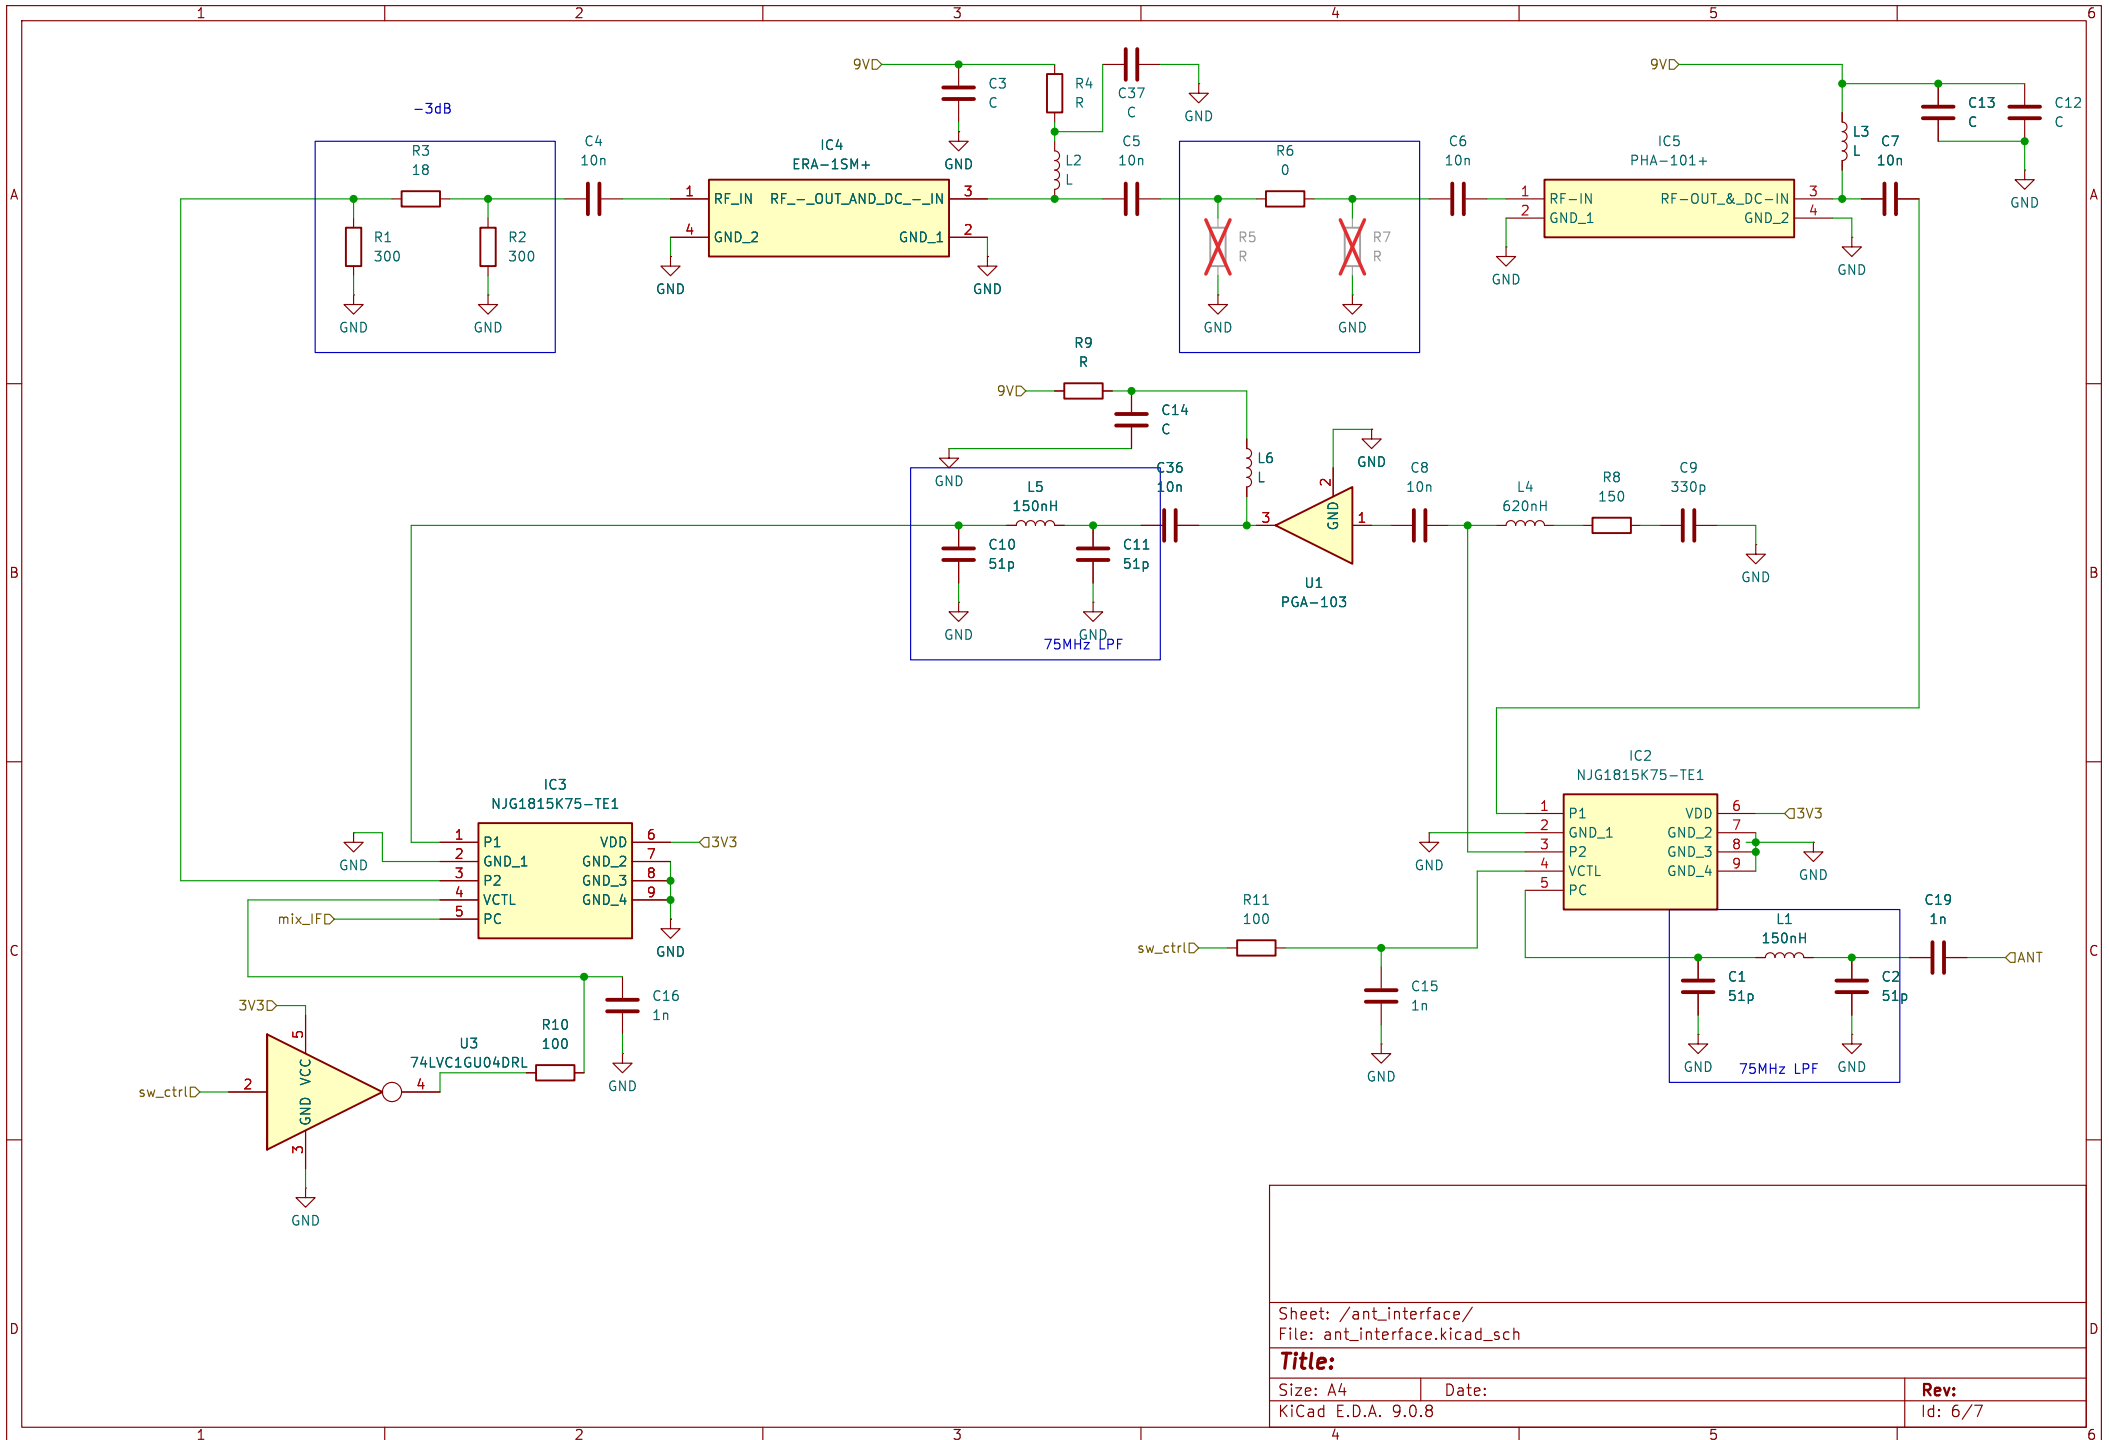 1 2 3 4 5 6
A
B
C
D
A
B
C
D
1 2 3 4 5 6
-3dB
R3
18
R1
300
R2
300
GND
GND
C4
10n
IC4
ERA-1SM+
1 RF_IN
RF_-_OUT_AND_DC_-_IN 3
4 GND_2
GND_1 2
GND
GND
9V
C3
C
GND
R4
R
C37
C
GND
L2
L
C5
10n
R6
0
R5
R
R7
R
GND
GND
C6
10n
IC5
PHA-101+
1 RF-IN
2 GND_1
RF-OUT_&_DC-IN 3
GND_2 4
GND
GND
9V
L3
L
C7
10n
C13
C
C12
C
GND
R9
R
9V
C14
C
GND
L5
150nH
C36
10n
C10
51p
C11
51p
GND
GND
75MHz LPF
L6
L
GND
2
GND
3
1
U1
PGA-103
C8
10n
L4
620nH
R8
150
C9
330p
GND
IC3
NJG1815K75-TE1
1 P1
2 GND_1
3 P2
4 VCTL
5 PC
VDD 6
GND_2 7
GND_3 8
GND_4 9
3V3
GND
GND
mix_IF
C16
1n
GND
3V3
5
VCC
GND
3
2
4
sw_ctrl
U3
74LVC1GU04DRL
R10
100
GND
IC2
NJG1815K75-TE1
1 P1
2 GND_1
3 P2
4 VCTL
5 PC
VDD 6
GND_2 7
GND_3 8
GND_4 9
3V3
GND
GND
R11
100
sw_ctrl
C15
1n
GND
L1
150nH
C1
51p
C2
51p
GND
GND
75MHz LPF
C19
1n
ANT
Sheet: /ant_interface/
File: ant_interface.kicad_sch
Title:
Size: A4
Date:
Rev:
KiCad E.D.A. 9.0.8
Id: 6/7